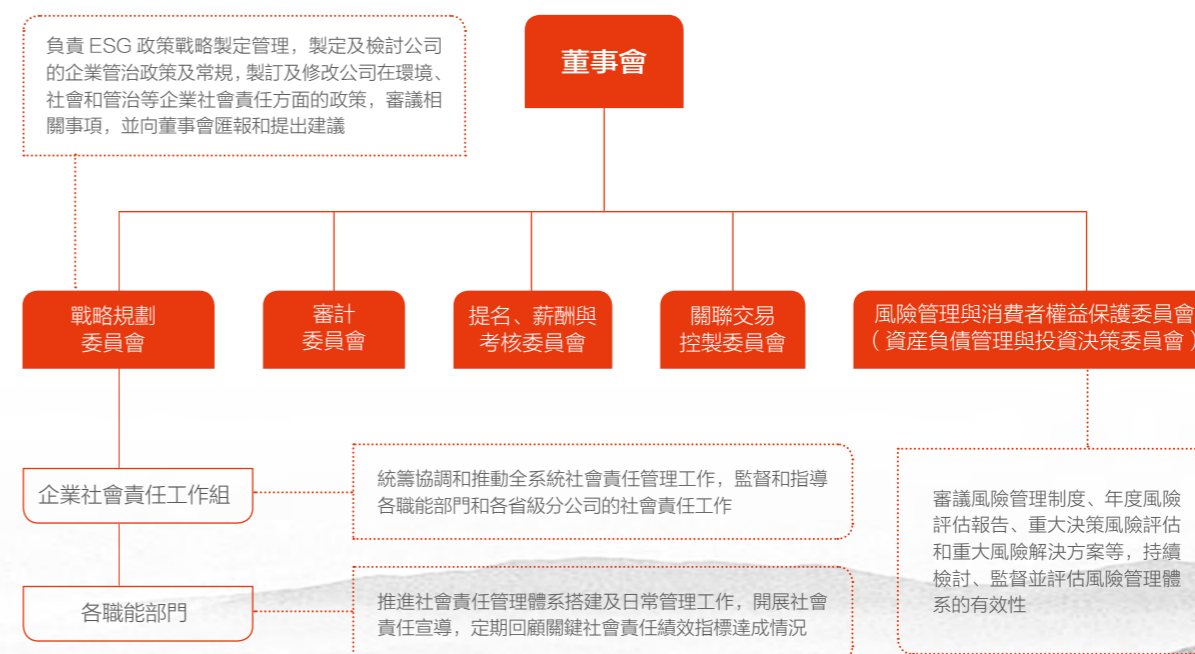 負責 ESG 政策戰略製定管理，製定及檢討公司
的企業管治政策及常規，製訂及修改公司在環境、
社會和管治等企業社會責任方面的政策，審議相
關事項，並向董事會匯報和提出建議
董事會
戰略規劃
委員會
審計
委員會
提名、薪酬與
考核委員會
關聯交易
控製委員會
風險管理與消費者權益保護委員會
（資産負債管理與投資決策委員會）
企業社會責任工作組
統籌協調和推動全系統社會責任管理工作，監督和指導
各職能部門和各省級分公司的社會責任工作
各職能部門
推進社會責任管理體系搭建及日常管理工作，開展社會
責任宣導，定期回顧關鍵社會責任績效指標達成情況
審議風險管理制度、年度風險
評估報告、重大決策風險評估
和重大風險解決方案等，持續
檢討、監督並評估風險管理體
系的有效性